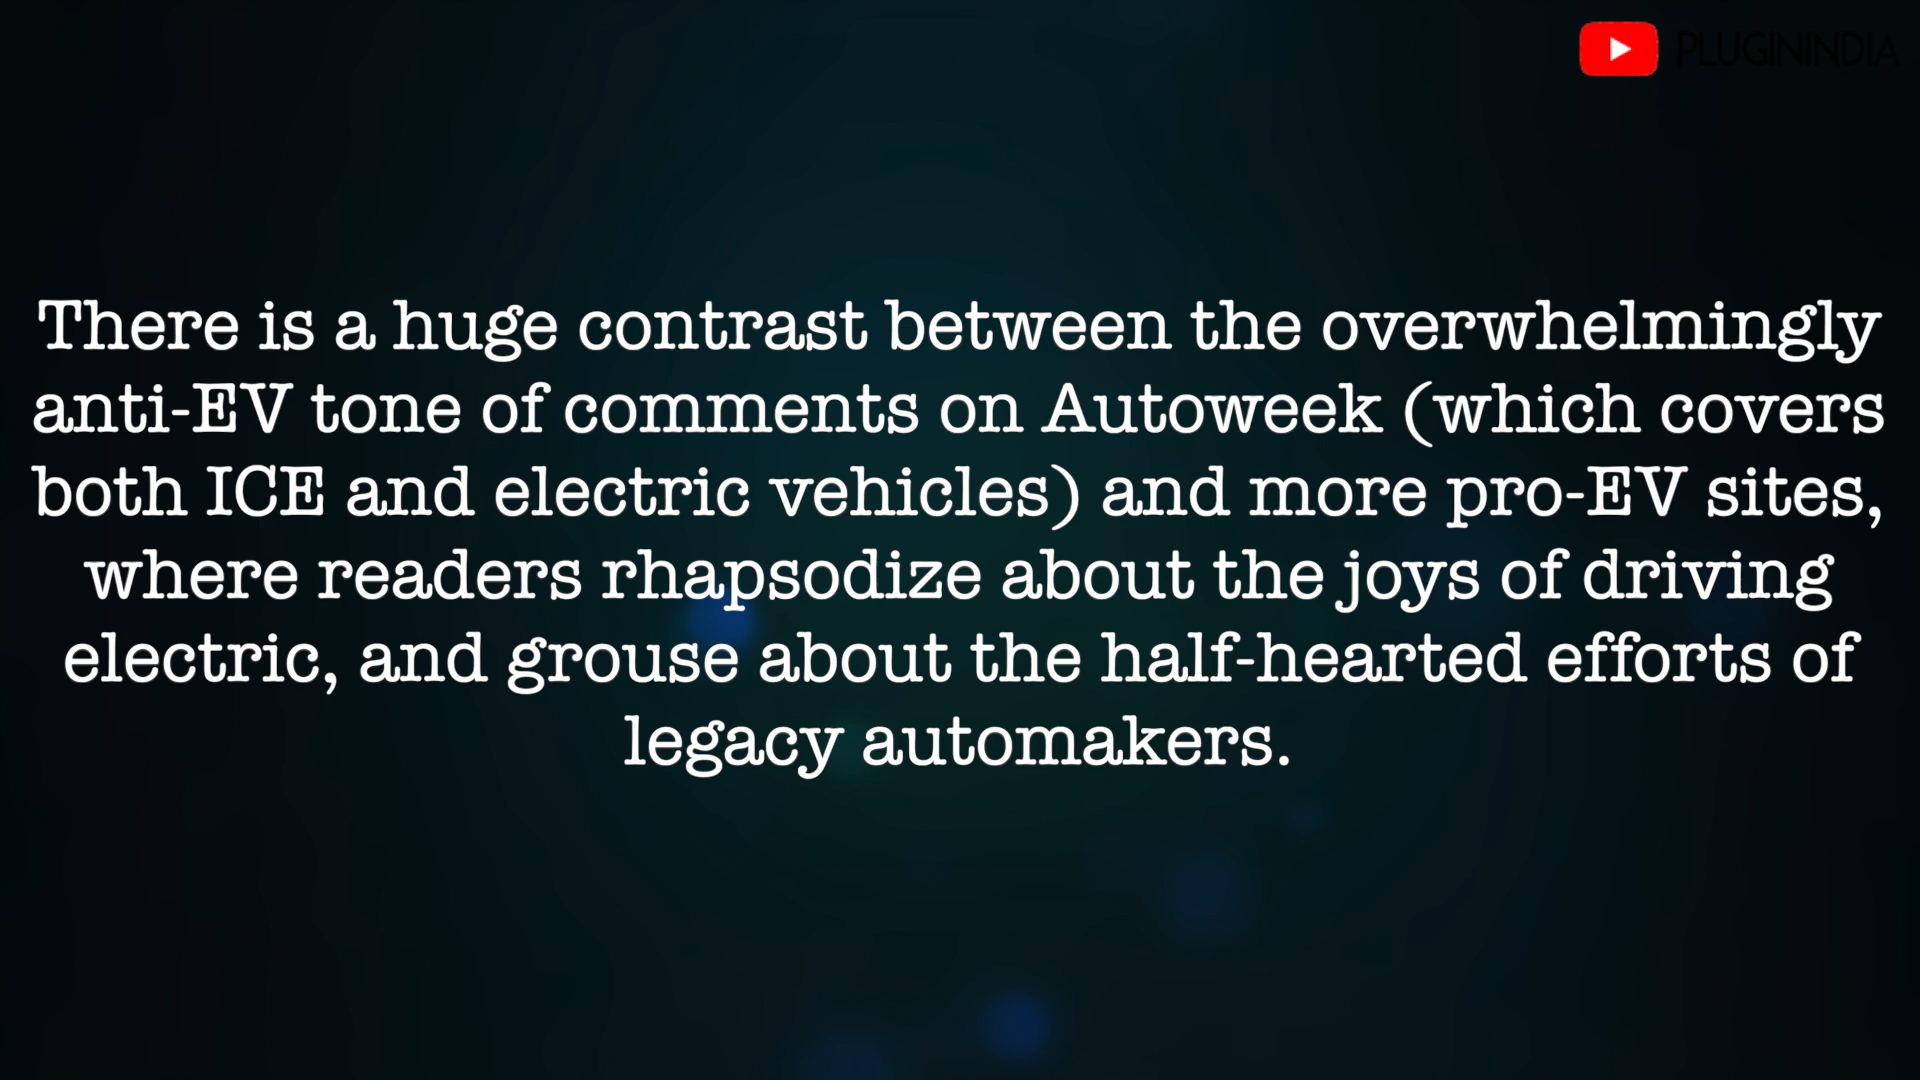 PLUGININDIA
There is a huge contrast between the overwhelmingly
anti-EV tone of comments on Autoweek (which covers
both ICE and electric vehicles) and more pro-EV sites,
where readers rhapsodize about the joys of driving
electric, and grouse about the half-hearted efforts of
legacy automakers.